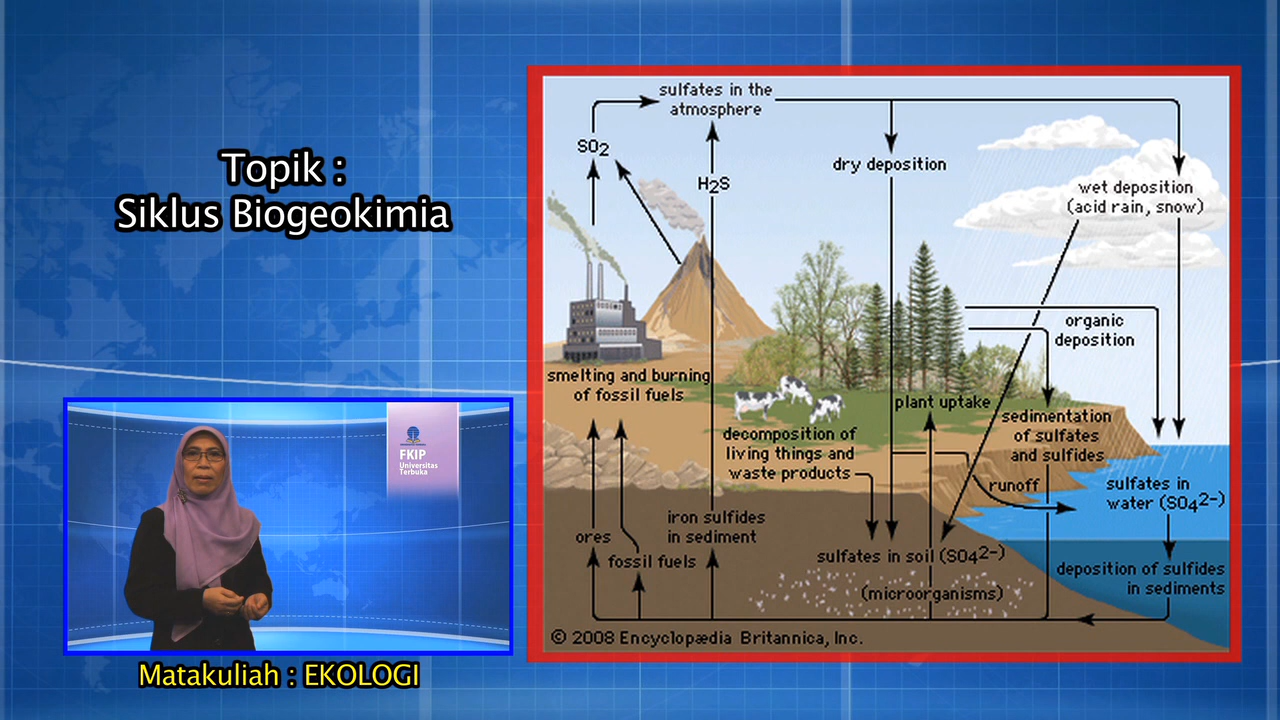 Topik :
Siklus Biogeokimia
FKIP
Universitas
Terbuka
Matakuliah : EKOLOGI
sulfates in the
atmosphere
SO2
H2S
dry deposition
wet deposition
(acid rain, snow)
organic
deposition
smelting and burning
of fossil fuels
plant uptake
sedimentation
of sulfates
and sulfides
decomposition of
living things and
waste products
runoff
sulfates in
water (SO42-)
ores
iron sulfides
in sediment
fossil fuels
sulfates in soil (SO42-)
(microorganisms)
deposition of sulfides
in sediments
© 2008 Encyclopædia Britannica, Inc.